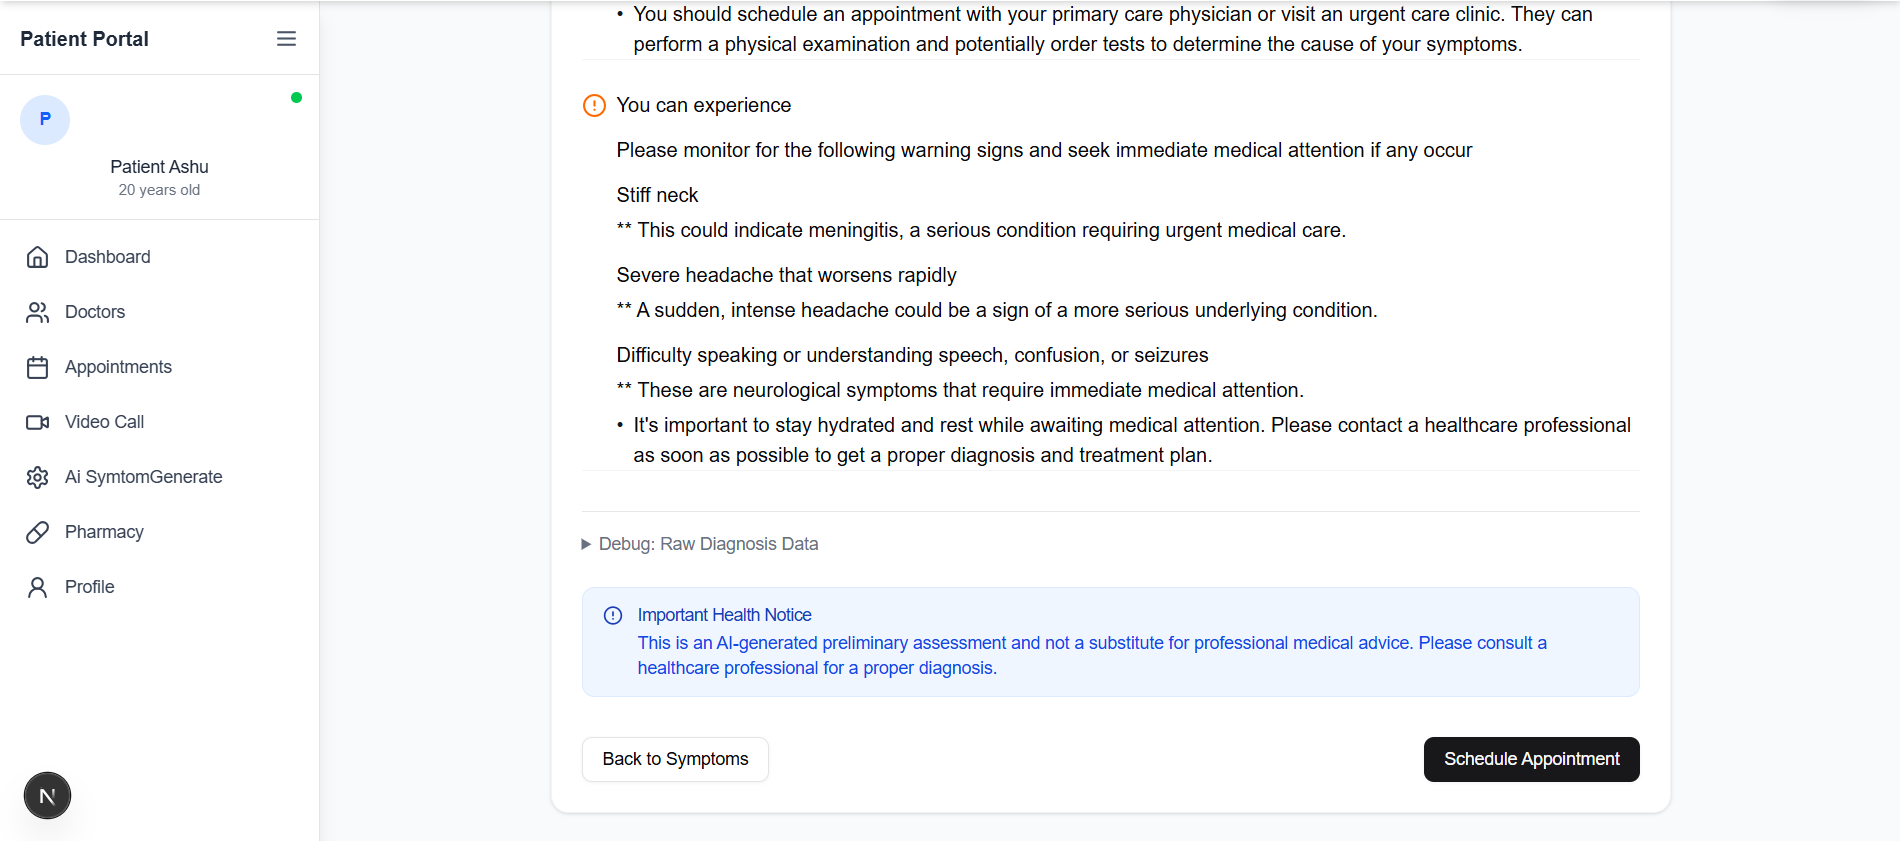 Patient Portal
P
Patient Ashu
20 years old
Dashboard
Doctors
Appointments
Video Call
Ai SymtomGenerate
Pharmacy
Profile
N
• You should schedule an appointment with your primary care physician or visit an urgent care clinic. They can
perform a physical examination and potentially order tests to determine the cause of your symptoms.
You can experience
Please monitor for the following warning signs and seek immediate medical attention if any occur
Stiff neck
** This could indicate meningitis, a serious condition requiring urgent medical care.
Severe headache that worsens rapidly
** A sudden, intense headache could be a sign of a more serious underlying condition.
Difficulty speaking or understanding speech, confusion, or seizures
** These are neurological symptoms that require immediate medical attention.
• It's important to stay hydrated and rest while awaiting medical attention. Please contact a healthcare professional
as soon as possible to get a proper diagnosis and treatment plan.
▶ Debug: Raw Diagnosis Data
Important Health Notice
This is an AI-generated preliminary assessment and not a substitute for professional medical advice. Please consult a
healthcare professional for a proper diagnosis.
Back to Symptoms
Schedule Appointment